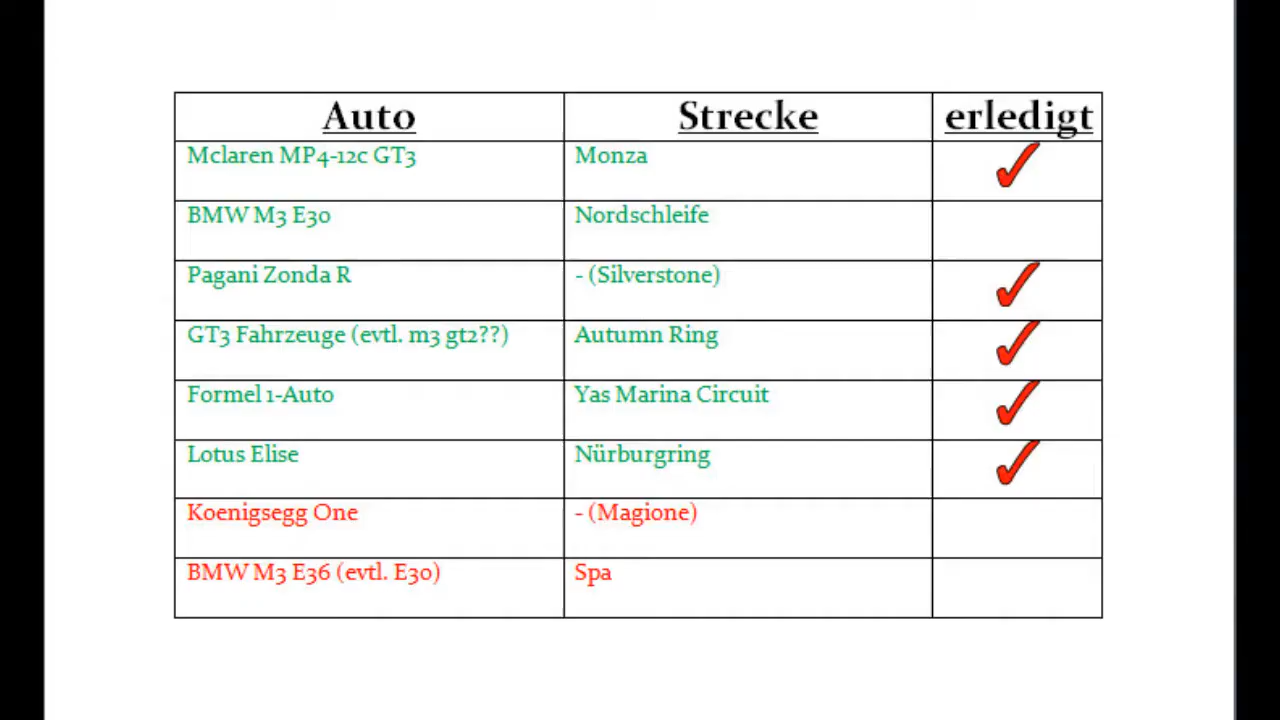 Auto Strecke erledigt
Mclaren MP4-12c GT3 Monza
BMW M3 E30 Nordschleife
Pagani Zonda R - (Silverstone)
GT3 Fahrzeuge (evtl. m3 gt2??) Autumn Ring
Formel 1-Auto Yas Marina Circuit
Lotus Elise Nürburgring
Koenigsegg One - (Magione)
BMW M3 E36 (evtl. E30) Spa